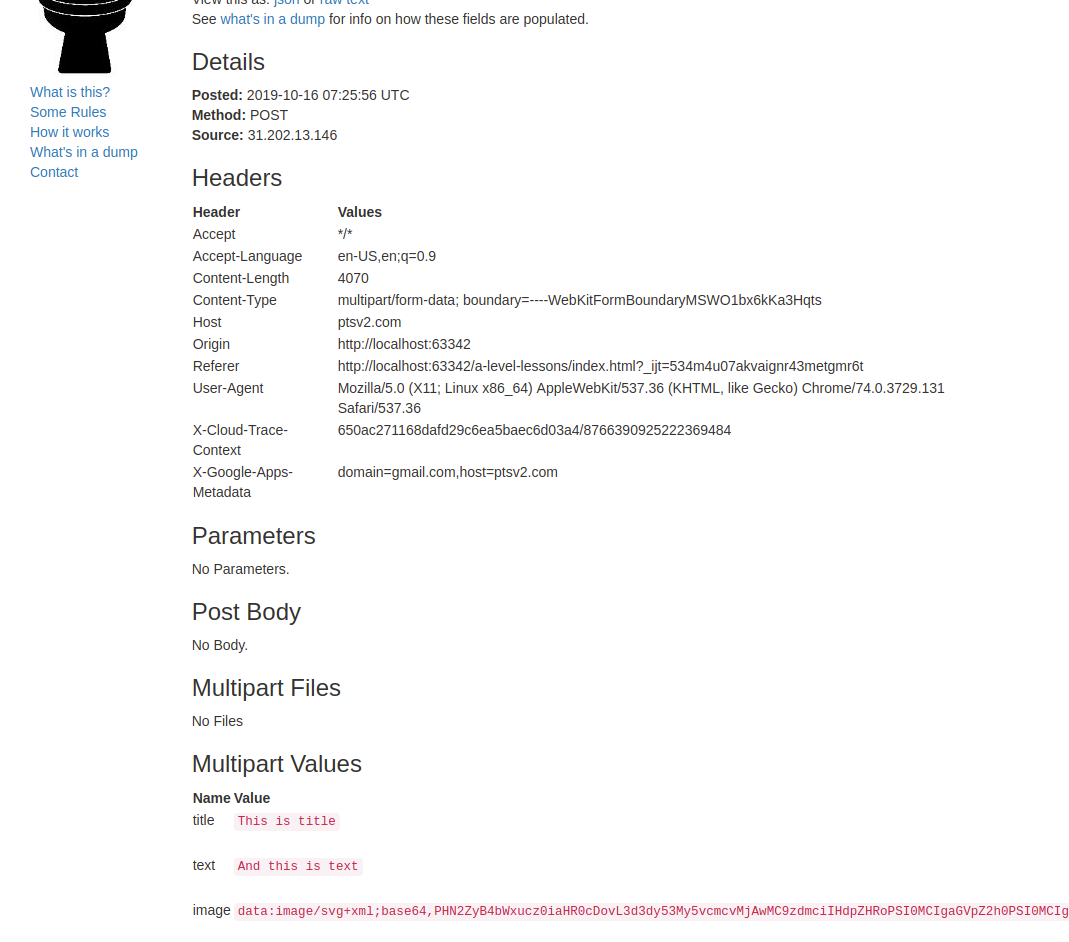 View this as: json or raw text
See what's in a dump for info on how these fields are populated.
What is this?
Some Rules
How it works
What's in a dump
Contact
Details
Posted: 2019-10-16 07:25:56 UTC
Method: POST
Source: 31.202.13.146
Headers
Header Values
Accept */*
Accept-Language en-US,en;q=0.9
Content-Length 4070
Content-Type multipart/form-data; boundary=----WebKitFormBoundaryMSWO1bx6kKa3Hqts
Host ptsv2.com
Origin http://localhost:63342
Referer http://localhost:63342/a-level-lessons/index.html?_ijt=534m4u07akvaignr43metgmr6t
User-Agent Mozilla/5.0 (X11; Linux x86_64) AppleWebKit/537.36 (KHTML, like Gecko) Chrome/74.0.3729.131
Safari/537.36
X-Cloud-Trace- 650ac271168dafd29c6ea5baec6d03a4/8766390925222369484
Context
X-Google-Apps- domain=gmail.com,host=ptsv2.com
Metadata
Parameters
No Parameters.
Post Body
No Body.
Multipart Files
No Files
Multipart Values
Name Value
title This is title
text And this is text
image data:image/svg+xml;base64,PHN2ZyB4bWxucz0iaHR0cDovL3d3dy53My5vcmcvMjAwMC9zdmciIHdpZHRoPSI0MCIgaGVpZ2h0PSI0MCIg